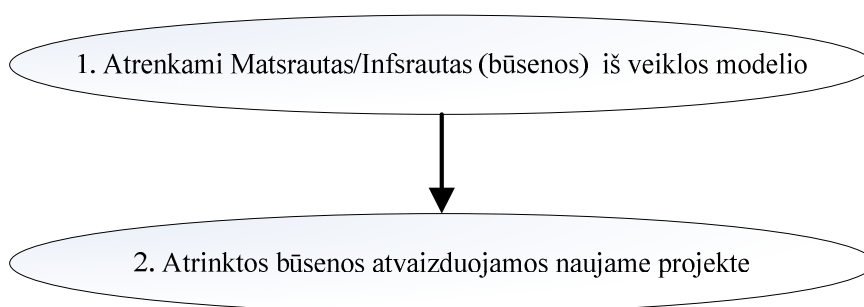 1. Atrenkami Matsrautas/Infsrautas (būsenos) iš veiklos modelio
2. Atrinktos būsenos atvaizduojamos naujame projekte